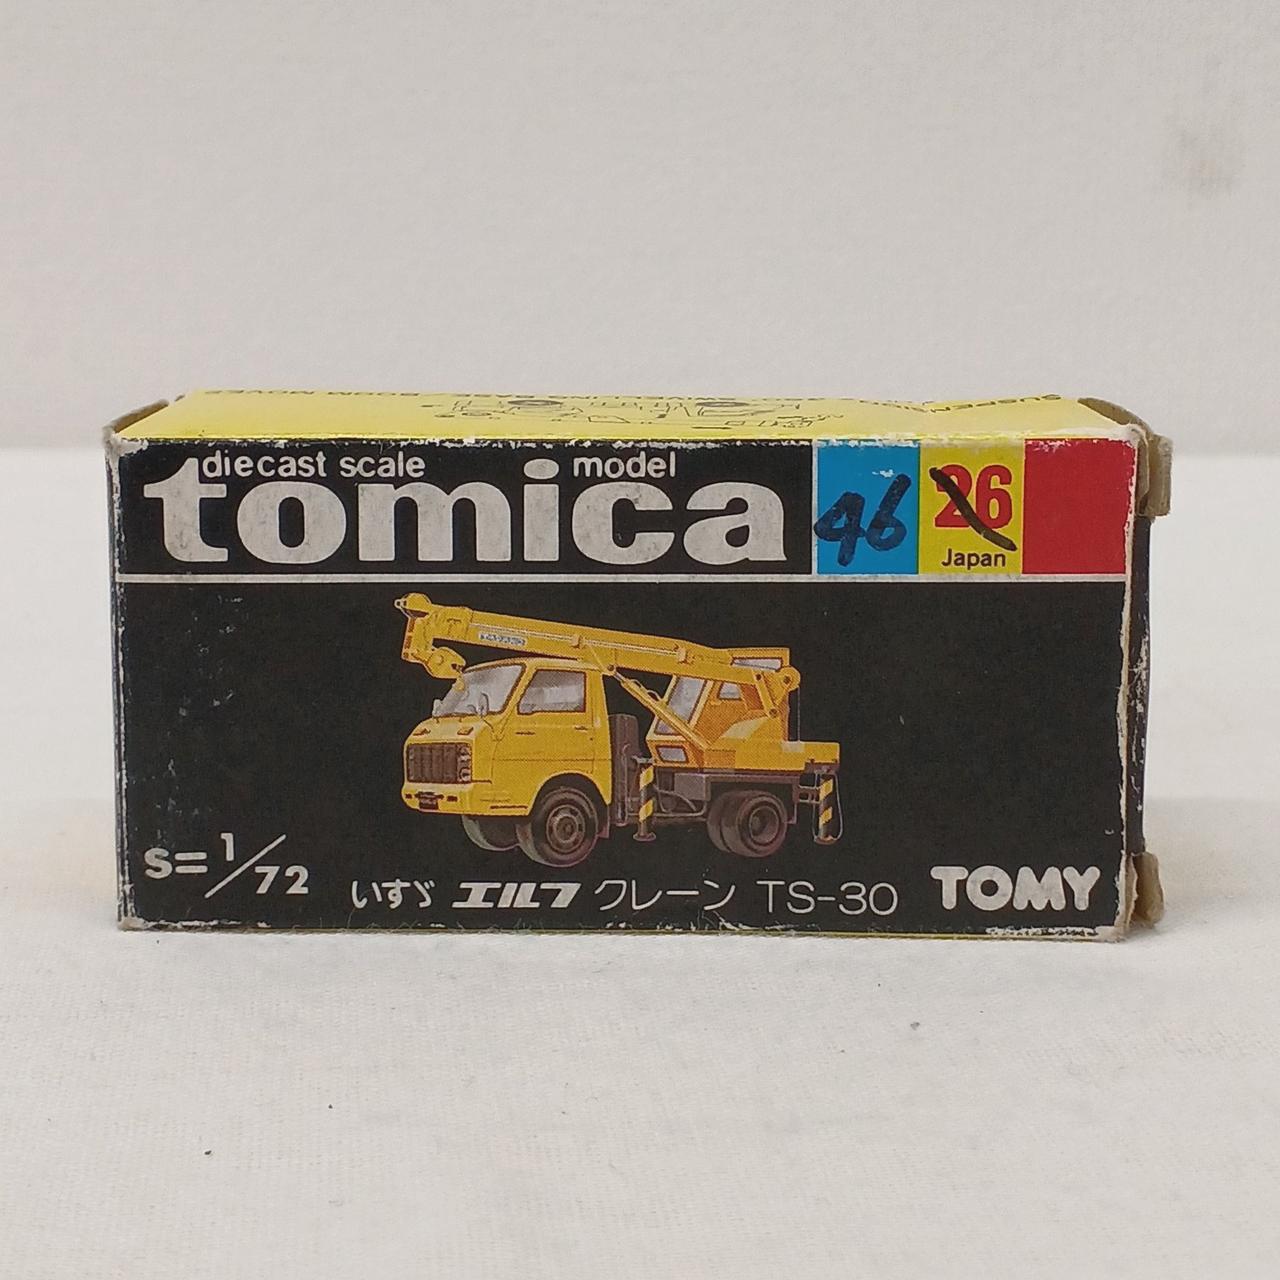 diecast scale model
tomica
46
26
Japan
S=1/72
いすゞ エルフ クレーン TS-30
TOMY